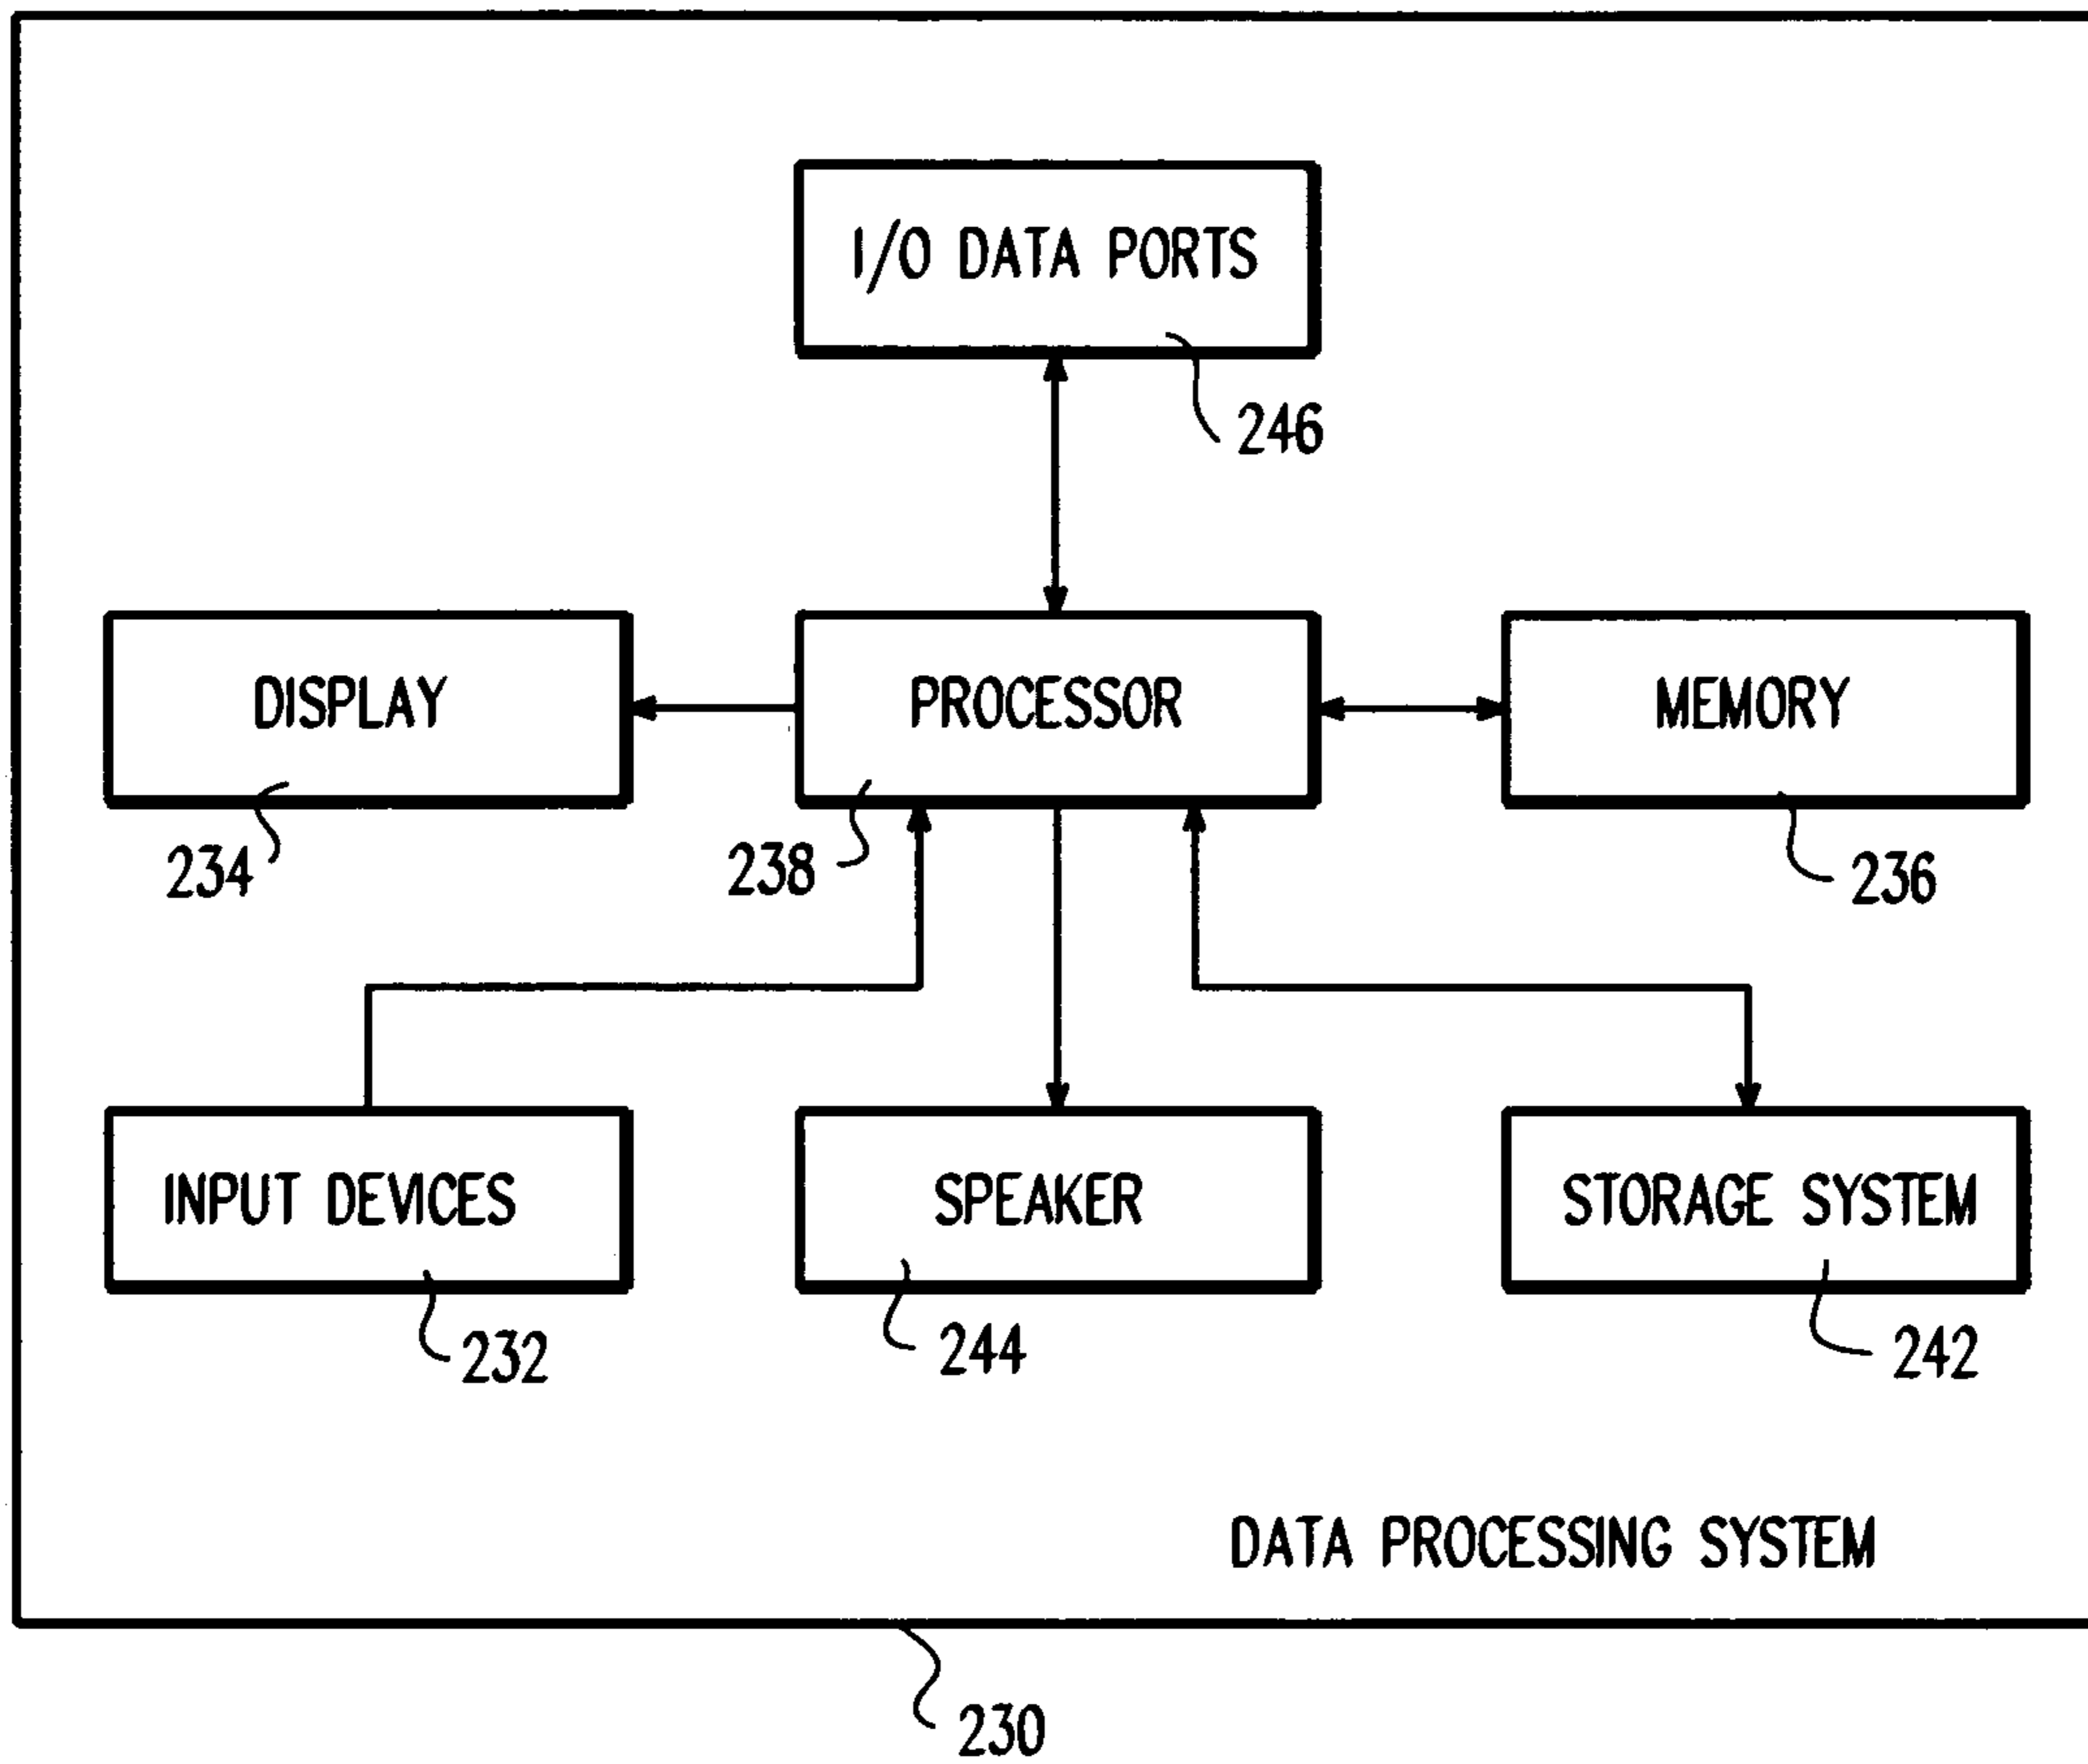 I/O DATA PORTS
246
DISPLAY
PROCESSOR
MEMORY
234
238
236
INPUT DEVICES
SPEAKER
STORAGE SYSTEM
232
244
242
DATA PROCESSING SYSTEM
230